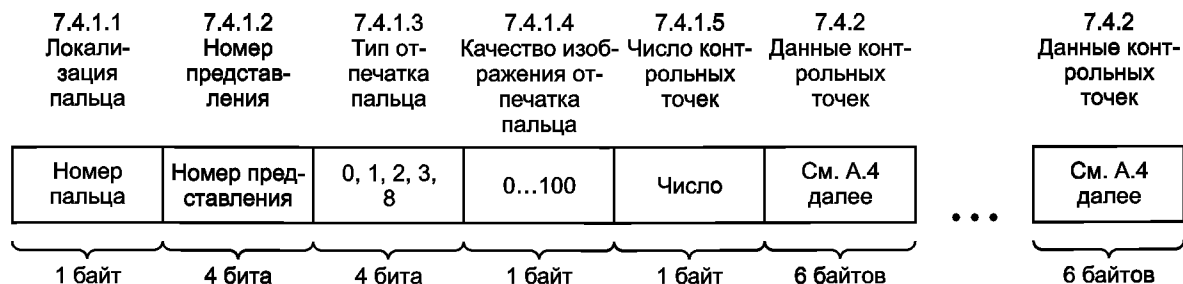 7.4.1.1 7.4.1.2 7.4.1.3 7.4.1.4 7.4.1.5 7.4.2 7.4.2
Локали- Номер Тип от- Качество изоб- Число конт- Данные конт- Данные конт-
зация представ- печатка ражения от- рольных рольных рольных
пальца ления пальца печатка точек точек точек
пальца
Номер Номер пред- 0, 1, 2, 3, 0...100 Число См. А.4 См. А.4
пальца ставления 8 далее далее
...
1 байт 4 бита 4 бита 1 байт 1 байт 6 байтов 6 байтов